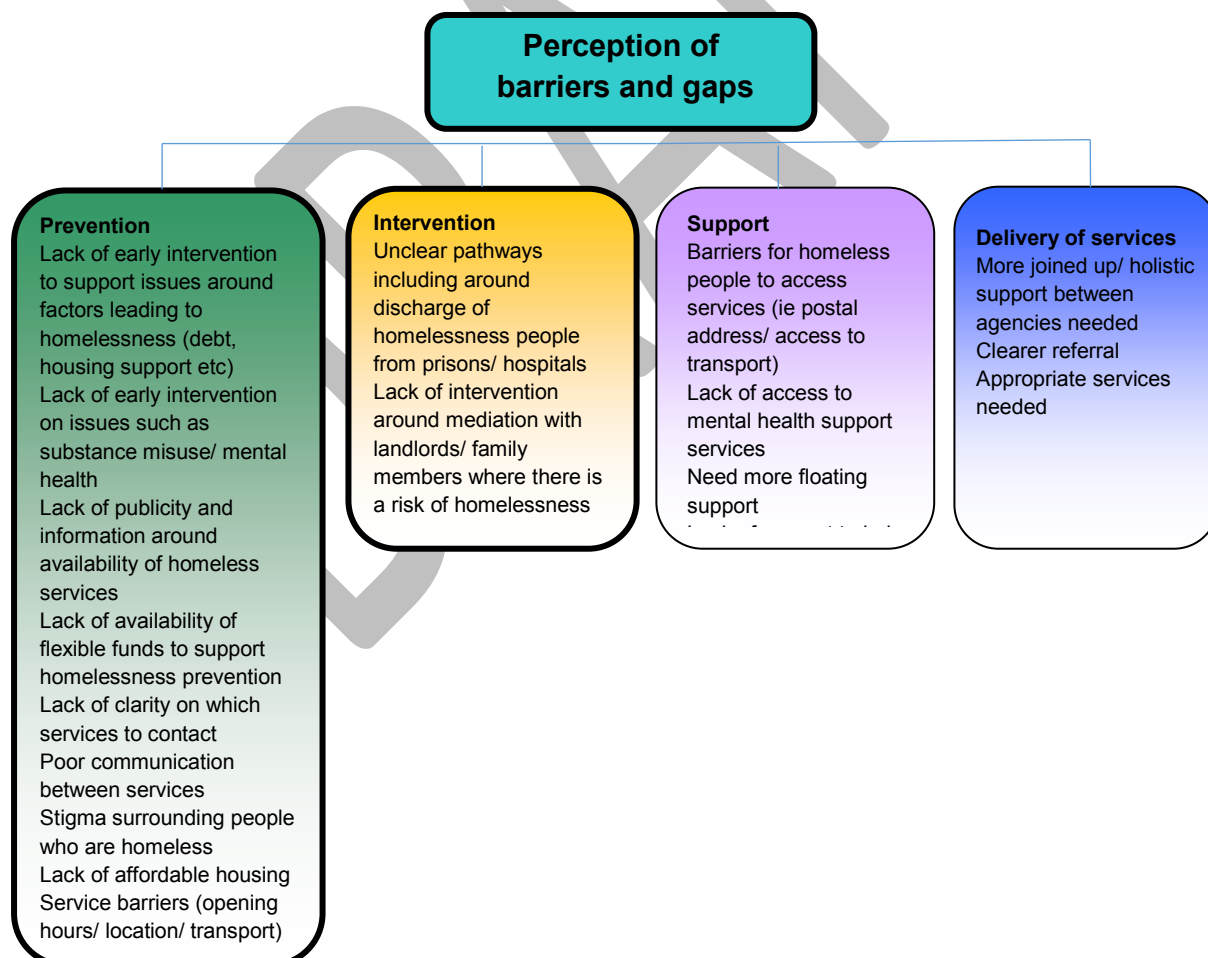 Perception of
barriers and gaps
Prevention
Lack of early intervention
to support issues around
factors leading to
homelessness (debt,
housing support etc)
Lack of early intervention
on issues such as
substance misuse/ mental
health
Lack of publicity and
information around
availability of homeless
services
Lack of availability of
flexible funds to support
homelessness prevention
Lack of clarity on which
services to contact
Poor communication
between services
Stigma surrounding people
who are homeless
Lack of affordable housing
Service barriers (opening
hours/ location/ transport)
Intervention
Unclear pathways
including around
discharge of
homelessness people
from prisons/ hospitals
Lack of intervention
around mediation with
landlords/ family
members where there is
a risk of homelessness
Support
Barriers for homeless
people to access
services (ie postal
address/ access to
transport)
Lack of access to
mental health support
services
Need more floating
support
Delivery of services
More joined up/ holistic
support between
agencies needed
Clearer referral
Appropriate services
needed